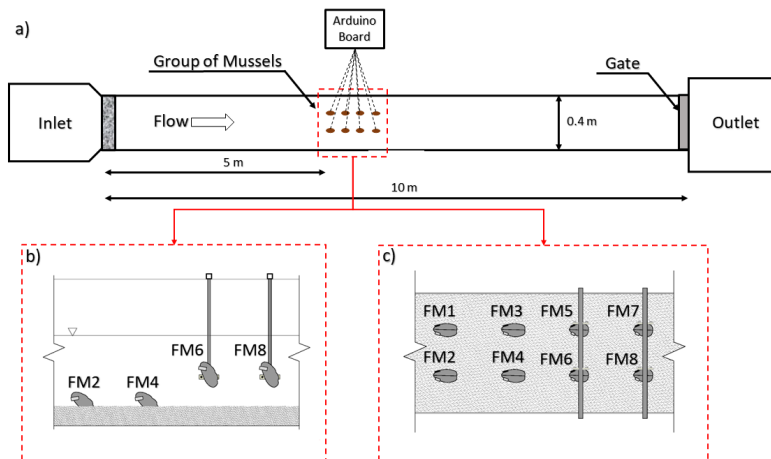 a)
Arduino
Board
Group of Mussels
Gate
Inlet
Flow
0.4 m
Outlet
5 m
10 m
b)
FM6
FM8
FM2
FM4
c)
FM1
FM3
FM5
FM7
FM2
FM4
FM6
FM8